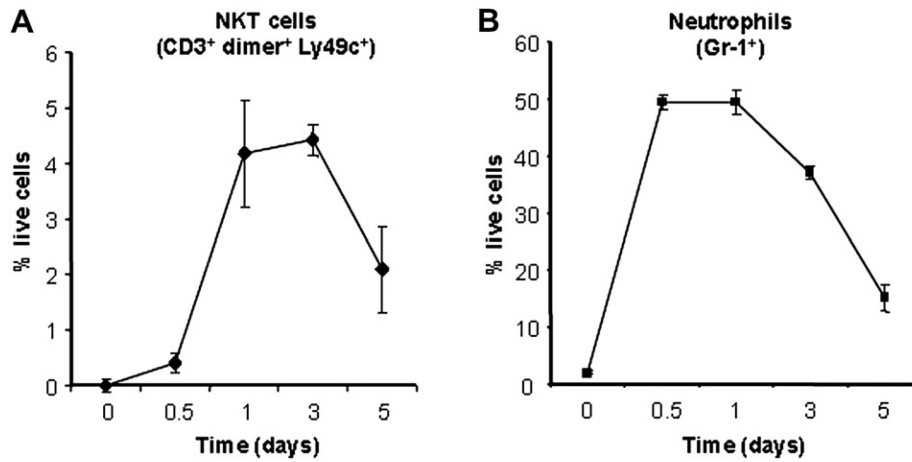 A
NKT cells
(CD3⁺ dimer⁺ Ly49c⁺)
6
5
4
3
2
1
0
% live cells
0 0.5 1 3 5
Time (days)
B
Neutrophils
(Gr-1⁺)
60
50
40
30
20
10
0
% live cells
0 0.5 1 3 5
Time (days)